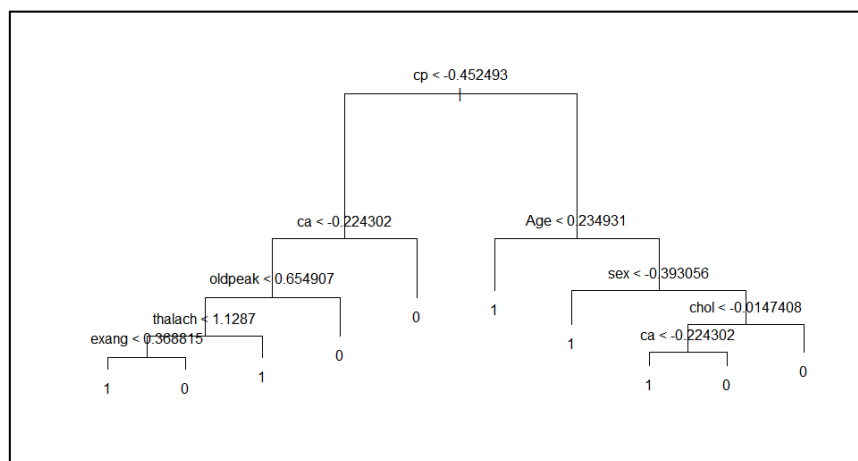 cp < -0.452493
ca < -0.224302
Age < 0.234931
oldpeak < 0.654907
sex < -0.393056
thalach < 1.1287
chol < -0.0147408
exang < 0.368815
ca < -0.224302
1
0
1
0
0
1
1
1
0
0